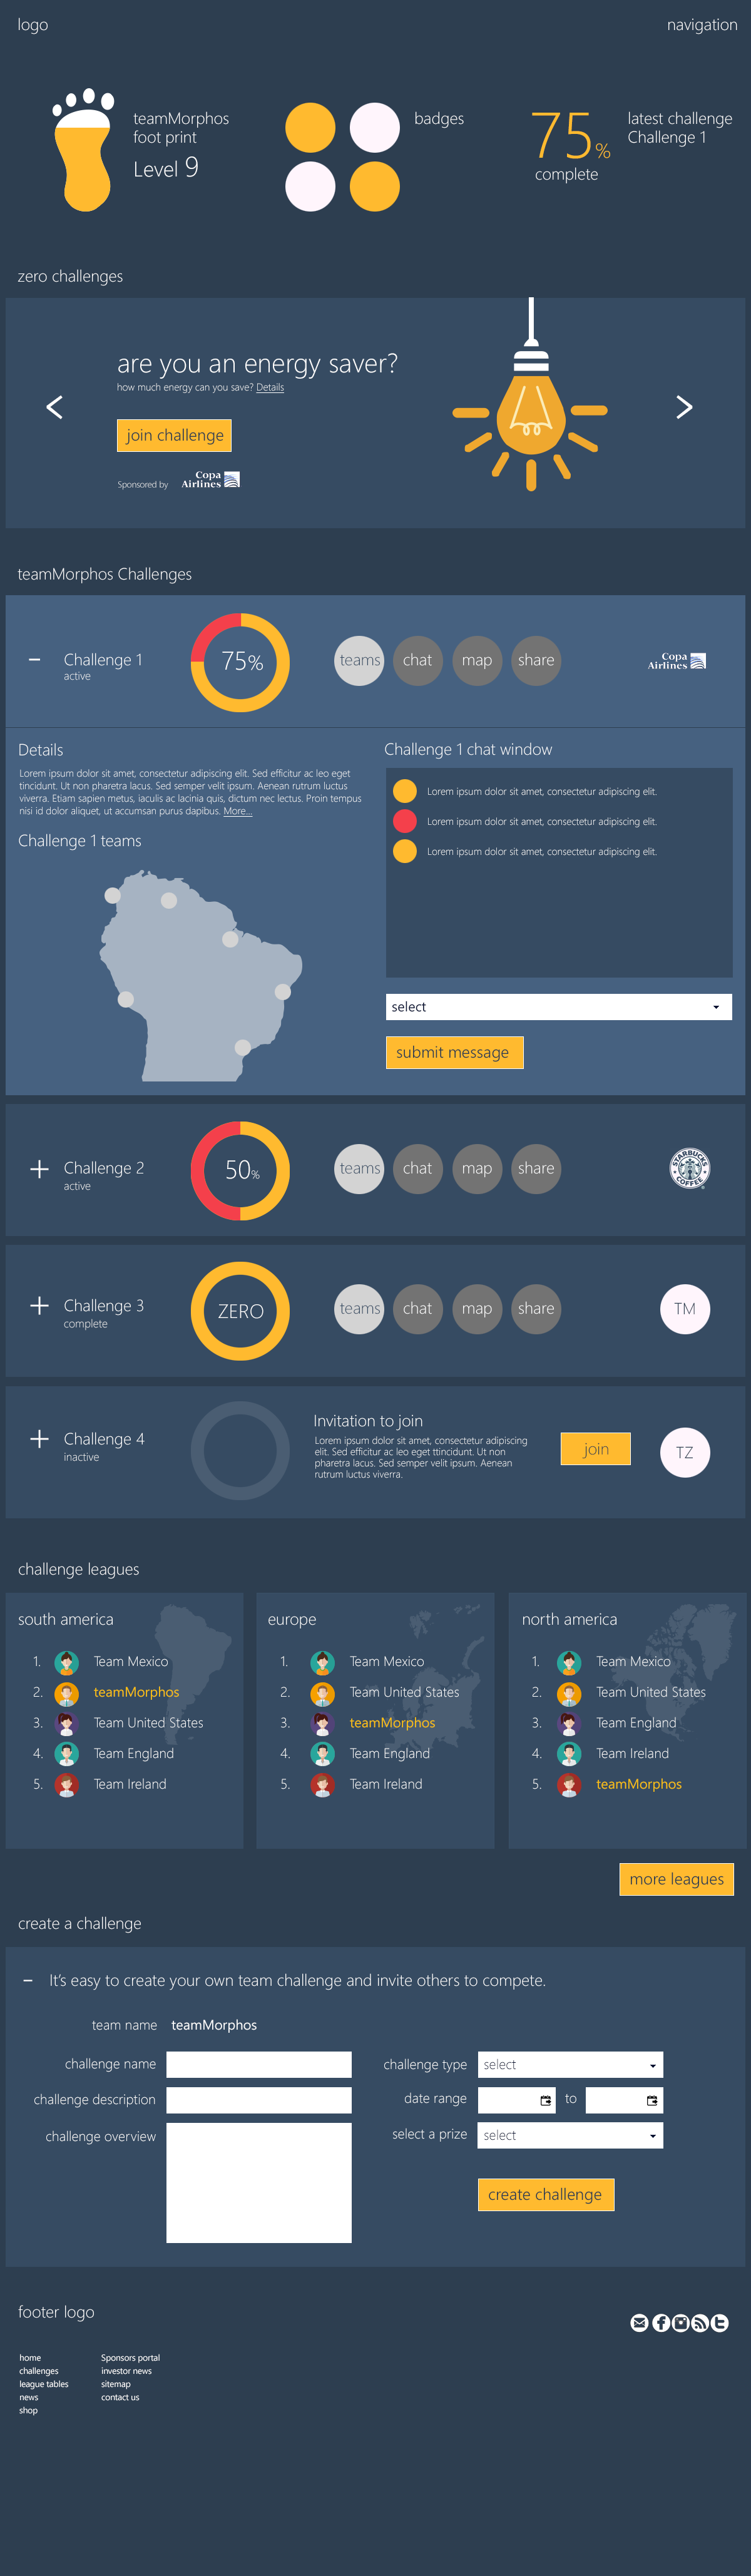 logo
navigation
teamMorphos
foot print
Level 9
badges
75%
complete
latest challenge
Challenge 1
zero challenges
are you an energy saver?
how much energy can you save? Details
join challenge
Sponsored by
Copa
Airlines
teamMorphos Challenges
Challenge 1
active
75%
teams
chat
map
share
Copa
Airlines
Details
Lorem ipsum dolor sit amet, consectetur adipiscing elit. Sed efficitur ac leo eget
tincidunt. Ut non pharetra lacus. Sed semper velit ipsum. Aenean rutrum luctus
viverra. Etiam sapien metus, iaculis ac lacinia quis, dictum nec lectus. Proin tempus
nisi id dolor aliquet, ut accumsan purus dapibus. More...
Challenge 1 teams
Challenge 1 chat window
Lorem ipsum dolor sit amet, consectetur adipiscing elit.
Lorem ipsum dolor sit amet, consectetur adipiscing elit.
Lorem ipsum dolor sit amet, consectetur adipiscing elit.
select
submit message
Challenge 2
active
50%
teams
chat
map
share
STARBUCKS
COFFEE
Challenge 3
complete
ZERO
teams
chat
map
share
TM
Challenge 4
inactive
Invitation to join
Lorem ipsum dolor sit amet, consectetur adipiscing
elit. Sed efficitur ac leo eget ttincidunt. Ut non
pharetra lacus. Sed semper velit ipsum. Aenean
rutrum luctus viverra.
join
TZ
challenge leagues
south america
1. Team Mexico
2. teamMorphos
3. Team United States
4. Team England
5. Team Ireland
europe
1. Team Mexico
2. Team United States
3. teamMorphos
4. Team England
5. Team Ireland
north america
1. Team Mexico
2. Team United States
3. Team England
4. Team Ireland
5. teamMorphos
more leagues
create a challenge
It's easy to create your own team challenge and invite others to compete.
team name teamMorphos
challenge name
challenge description
challenge overview
challenge type select
date range to
select a prize select
create challenge
footer logo
home
challenges
league tables
news
shop
Sponsors portal
investor news
sitemap
contact us